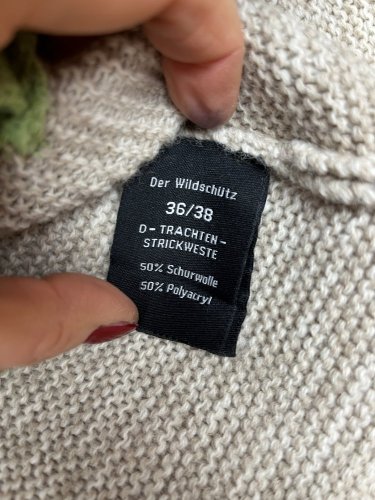 Der Wildschütz
36/38
D-TRACHTEN-
STRICKWESTE
50% Schurwolle
50% Polyacryl